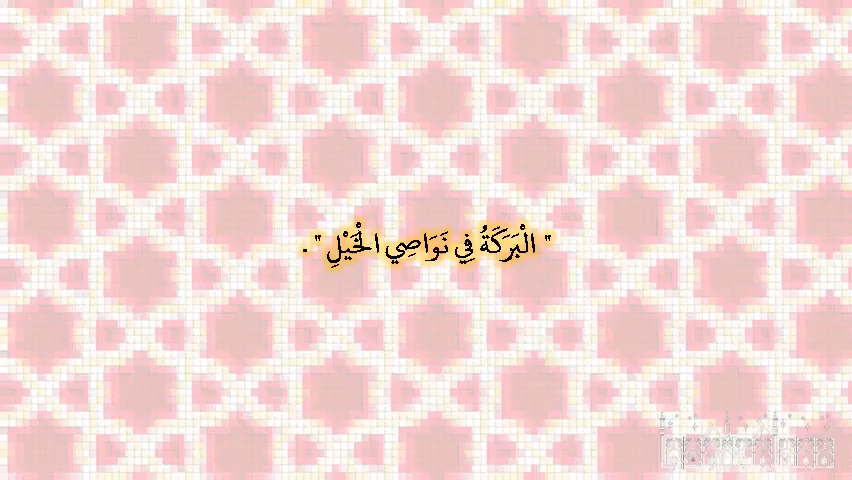 " الْبَرَكَةُ فِي نَوَاصِي الْخَيْلِ " .